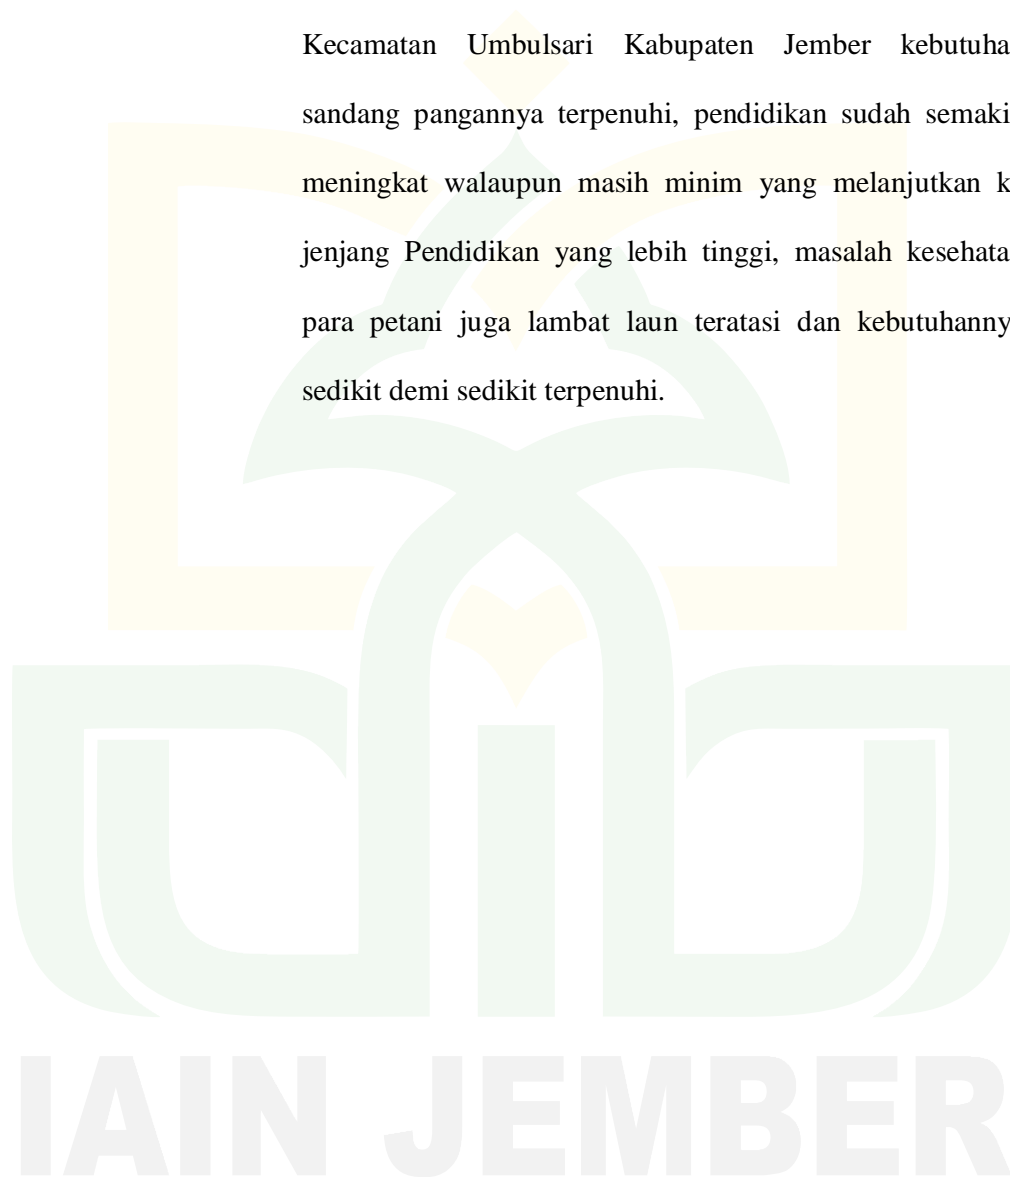 Kecamatan Umbulsari Kabupaten Jember kebutuha
sandang pangannya terpenuhi, pendidikan sudah semaki
meningkat walaupun masih minim yang melanjutkan k
jenjang Pendidikan yang lebih tinggi, masalah kesehata
para petani juga lambat laun teratasi dan kebutuhanny
sedikit demi sedikit terpenuhi.
IAIN JEMBER